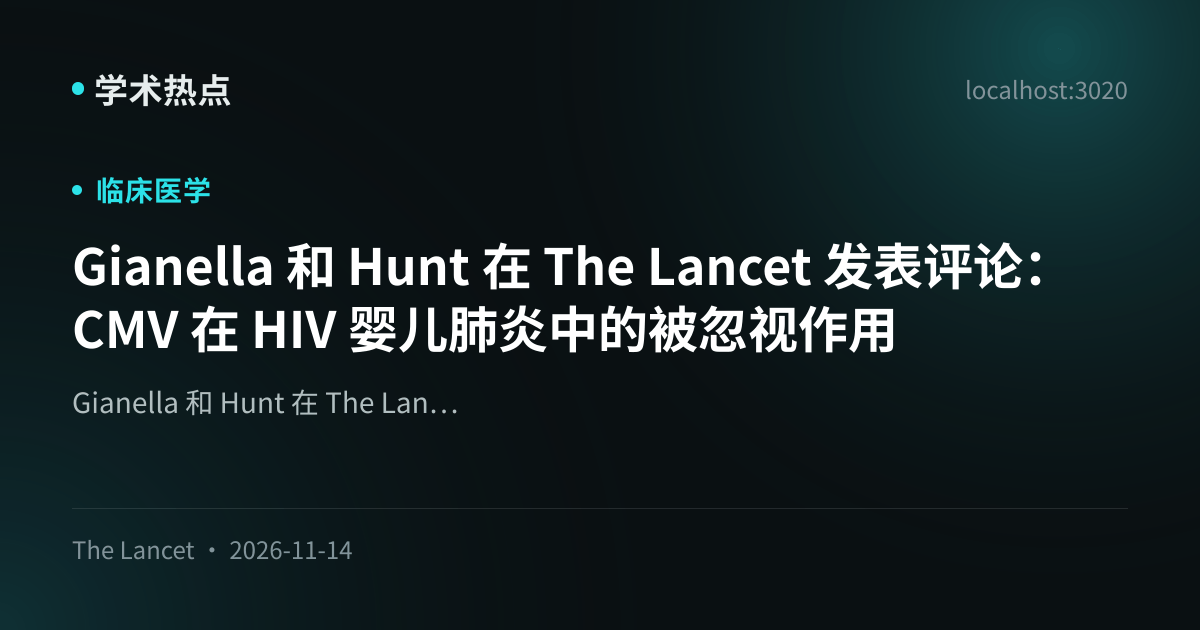 学术热点
localhost:3020
临床医学
Gianella 和 Hunt 在 The Lancet 发表评论：
CMV 在 HIV 婴儿肺炎中的被忽视作用
Gianella 和 Hunt 在 The Lan…
The Lancet · 2026-11-14